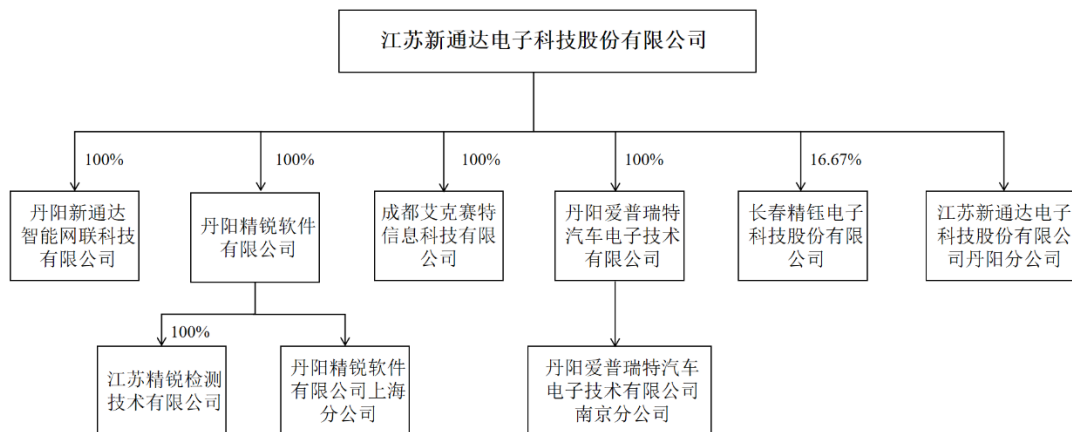 江苏新通达电子科技股份有限公司
100%
100%
100%
100%
16.67%
丹阳新通达
智能网联科技
有限公司
丹阳精锐软件
有限公司
成都艾克赛特
信息科技有限
公司
丹阳爱普瑞特
汽车电子技术
有限公司
长春精钰电子
科技股份有限
公司
江苏新通达电子
科技股份有限公
司丹阳分公司
100%
江苏精锐检测
技术有限公司
丹阳精锐软件
有限公司上海
分公司
丹阳爱普瑞特汽车
电子技术有限公司
南京分公司